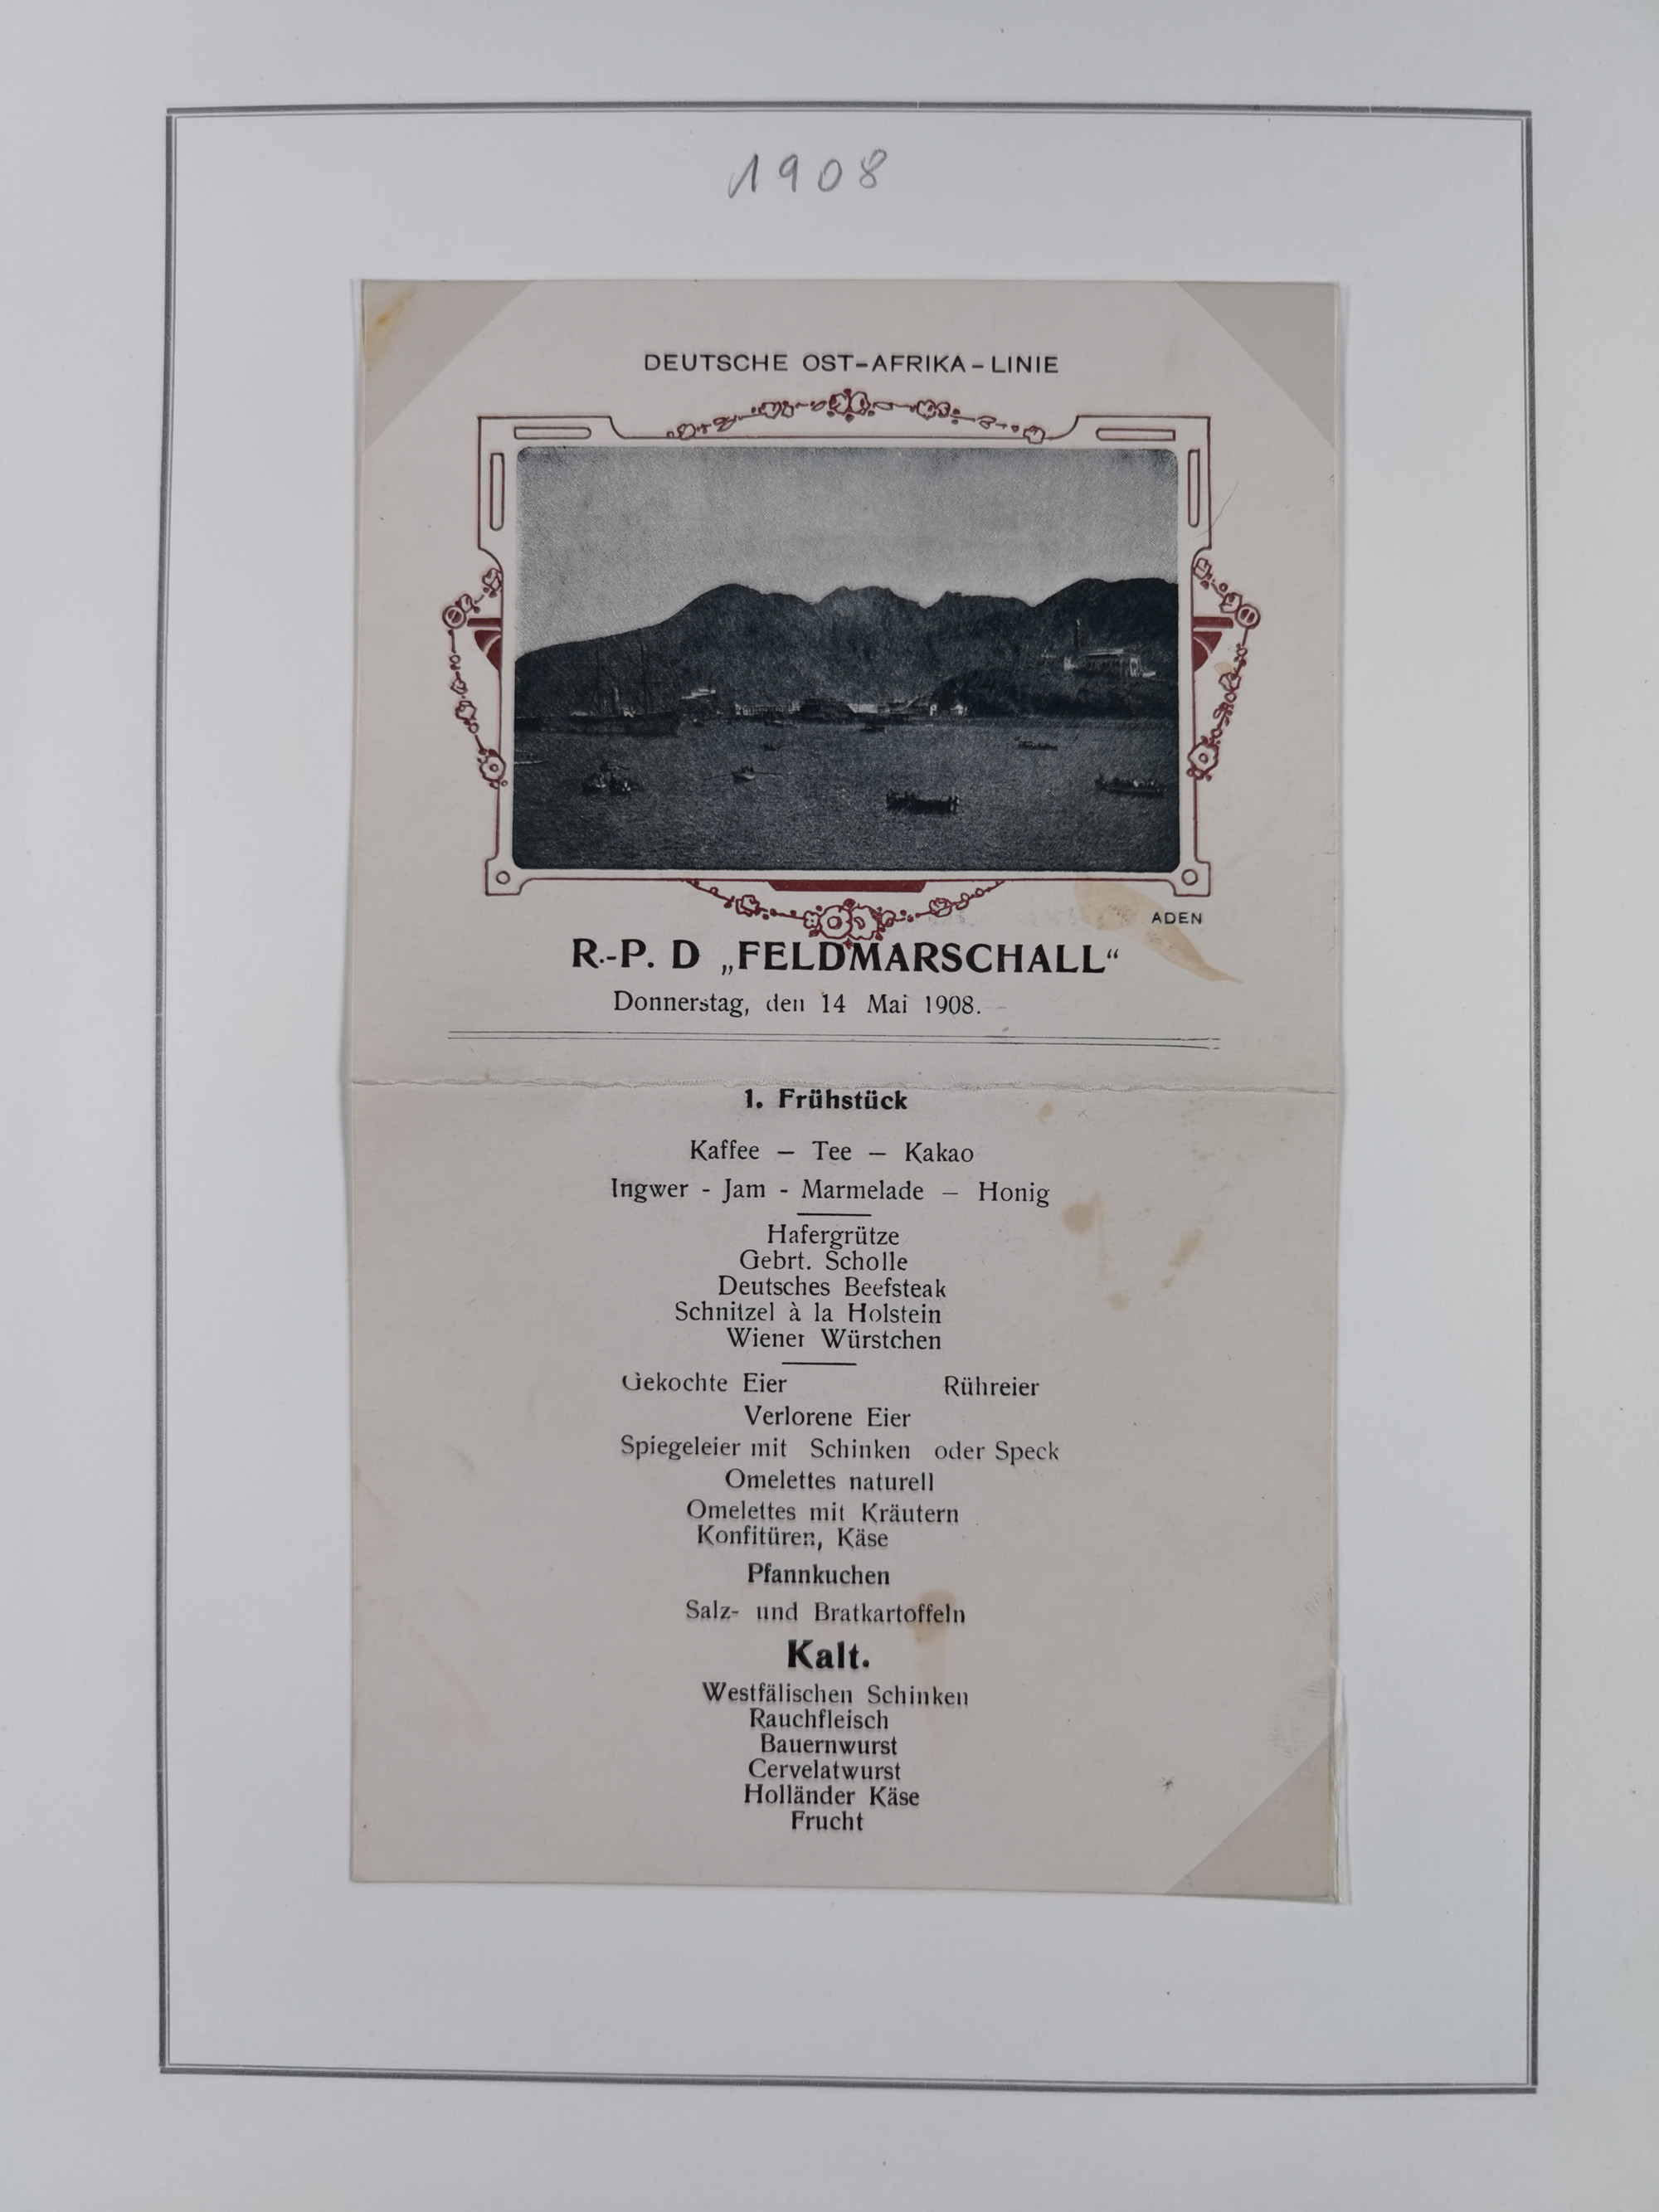 1908
DEUTSCHE OST-AFRIKA-LINIE
ADEN
R.-P. D „FELDMARSCHALL“
Donnerstag, den 14 Mai 1908.
1. Frühstück
Kaffee – Tee – Kakao
Ingwer - Jam - Marmelade – Honig
Hafergrütze
Gebrt. Scholle
Deutsches Beefsteak
Schnitzel à la Holstein
Wiener Würstchen
Gekochte Eier Rühreier
Verlorene Eier
Spiegeleier mit Schinken oder Speck
Omelettes naturell
Omelettes mit Kräutern
Konfitüren, Käse
Pfannkuchen
Salz- und Bratkartoffeln
Kalt.
Westfälischen Schinken
Rauchfleisch
Bauernwurst
Cervelatwurst
Holländer Käse
Frucht